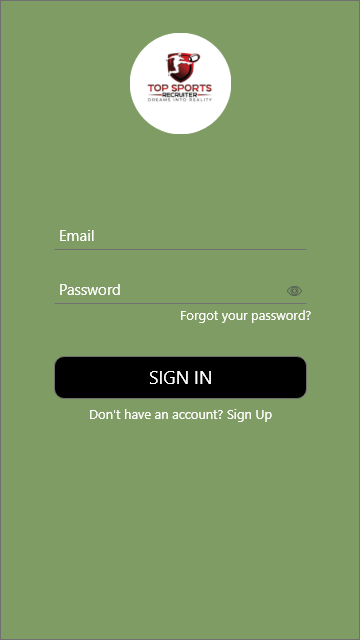 TOP SPORTS
RECRUITER
DREAMS INTO REALITY
Email
Password
Forgot your password?
SIGN IN
Don't have an account? Sign Up